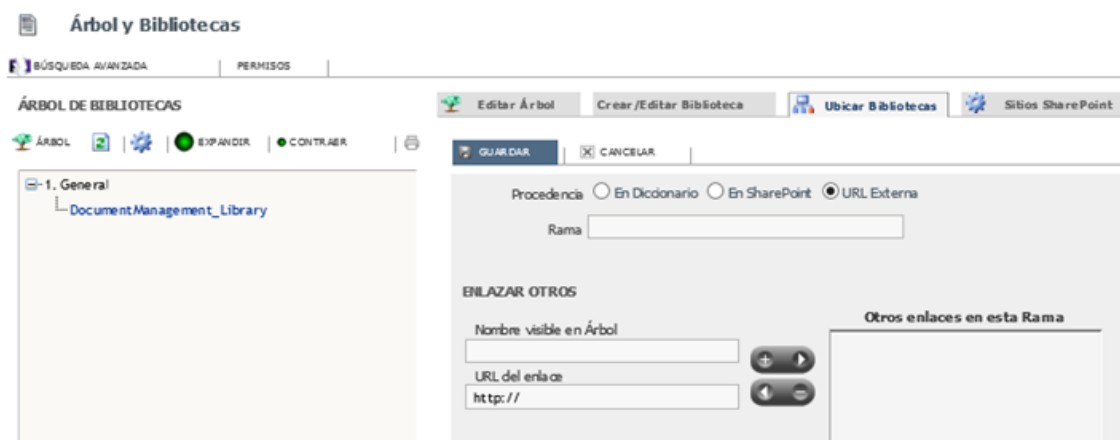 Árbol y Bibliotecas
BÚSQUEDA AVANZADA | PERMISOS |
ÁRBOL DE BIBLIOTECAS
ÁRBOL | | EXPANDIR | CONTRAER |
1. General
DocumentManagement_Library
Editar Árbol Crear/Editar Biblioteca Ubicar Bibliotecas Sitios SharePoint
GUARDAR | CANCELAR |
Procedencia En Diccionario En SharePoint URL Externa
Rama
ENLAZAR OTROS
Otros enlaces en esta Rama
Nombre visible en Árbol
URL del enlace
http://